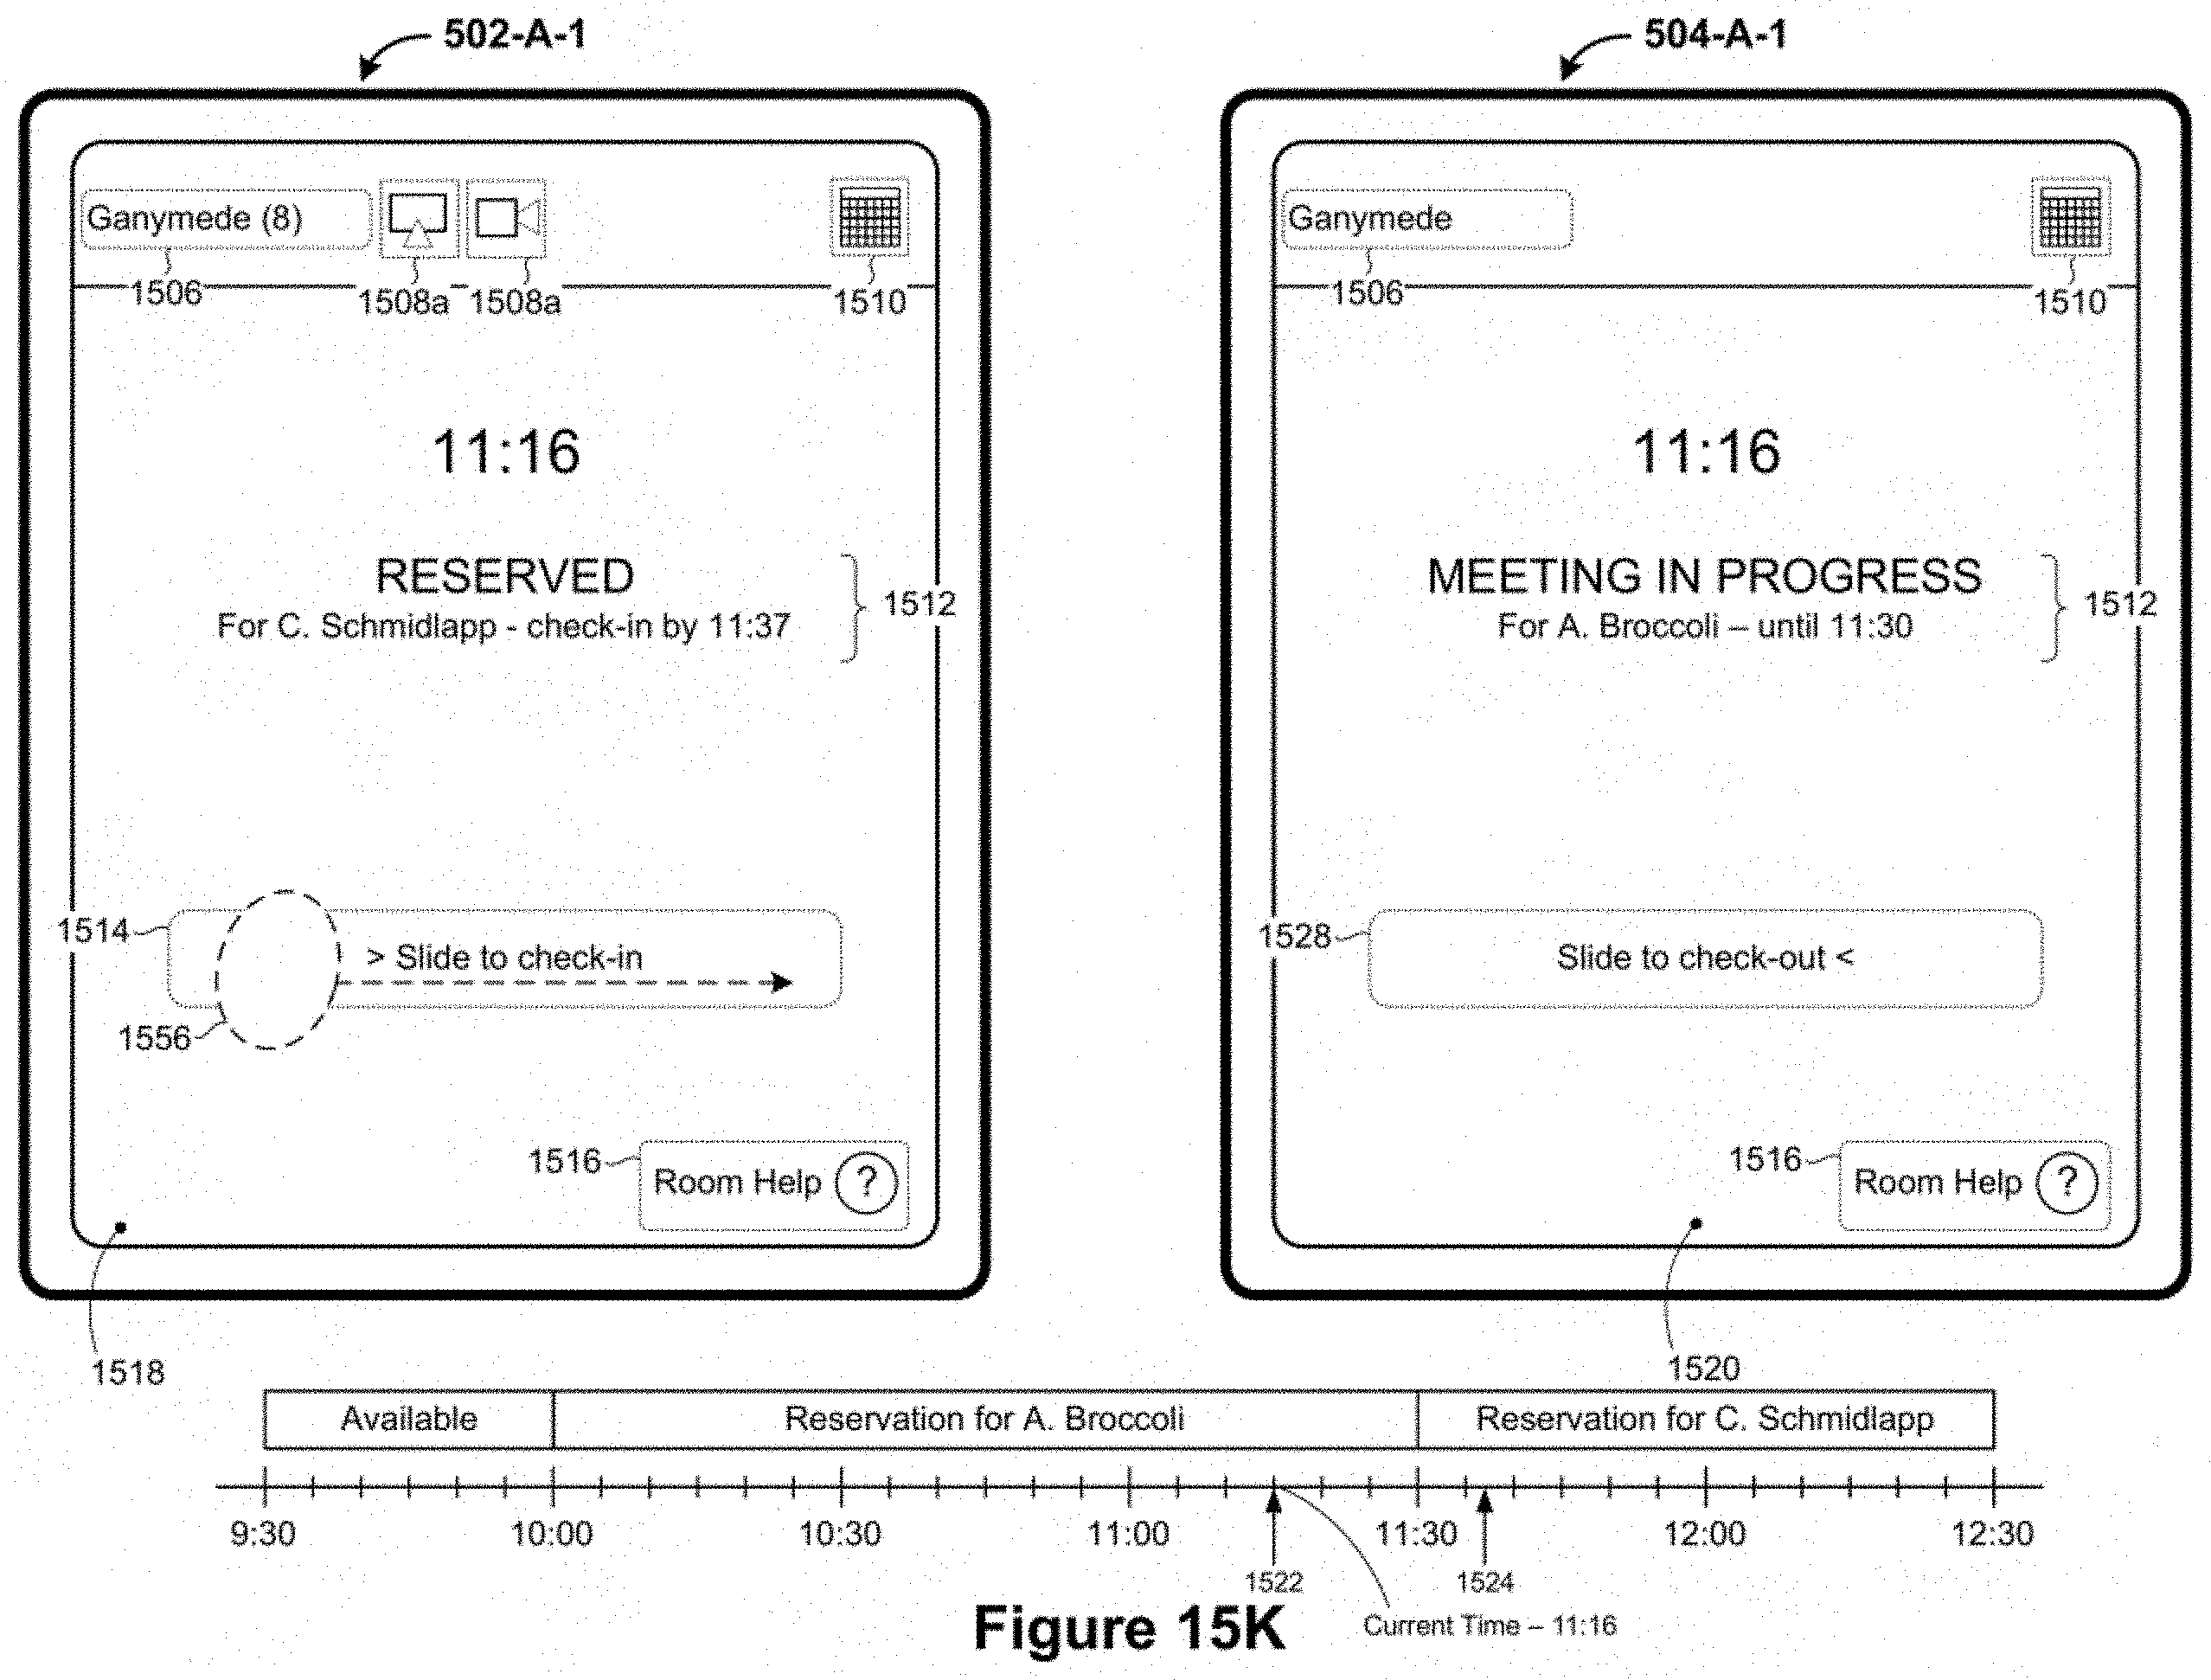 502-A-1
504-A-1
Ganymede (8)
1506
1508a
1508a
1510
11:16
RESERVED
For C. Schmidlapp - check-in by 11:37
1512
1514
> Slide to check-in
1556
1516
Room Help ?
1518
Ganymede
1506
1510
11:16
MEETING IN PROGRESS
For A. Broccoli – until 11:30
1512
1528
Slide to check-out <
1516
Room Help ?
1520
Available
Reservation for A. Broccoli
Reservation for C. Schmidlapp
9:30
10:00
10:30
11:00
11:30
12:00
12:30
1522
1524
Current Time – 11:16
Figure 15K